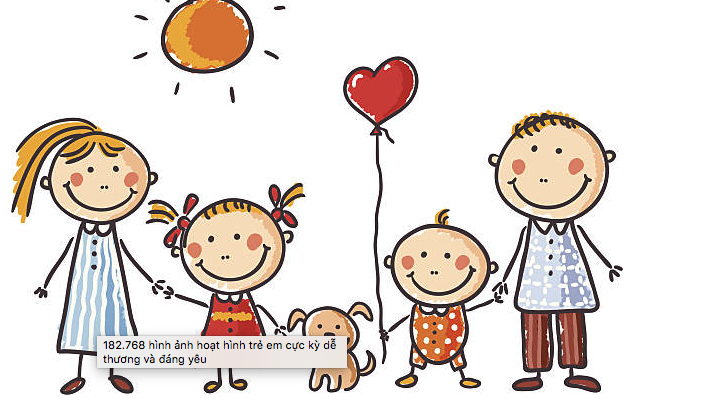 182.768 hình ảnh hoạt hình trẻ em cực kỳ dễ
thương và đáng yêu